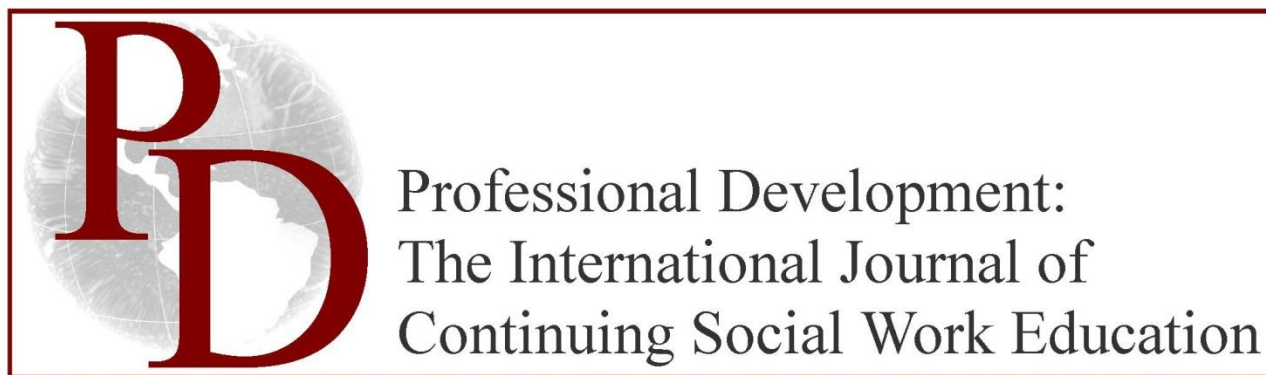 PD
Professional Development:
The International Journal of
Continuing Social Work Education